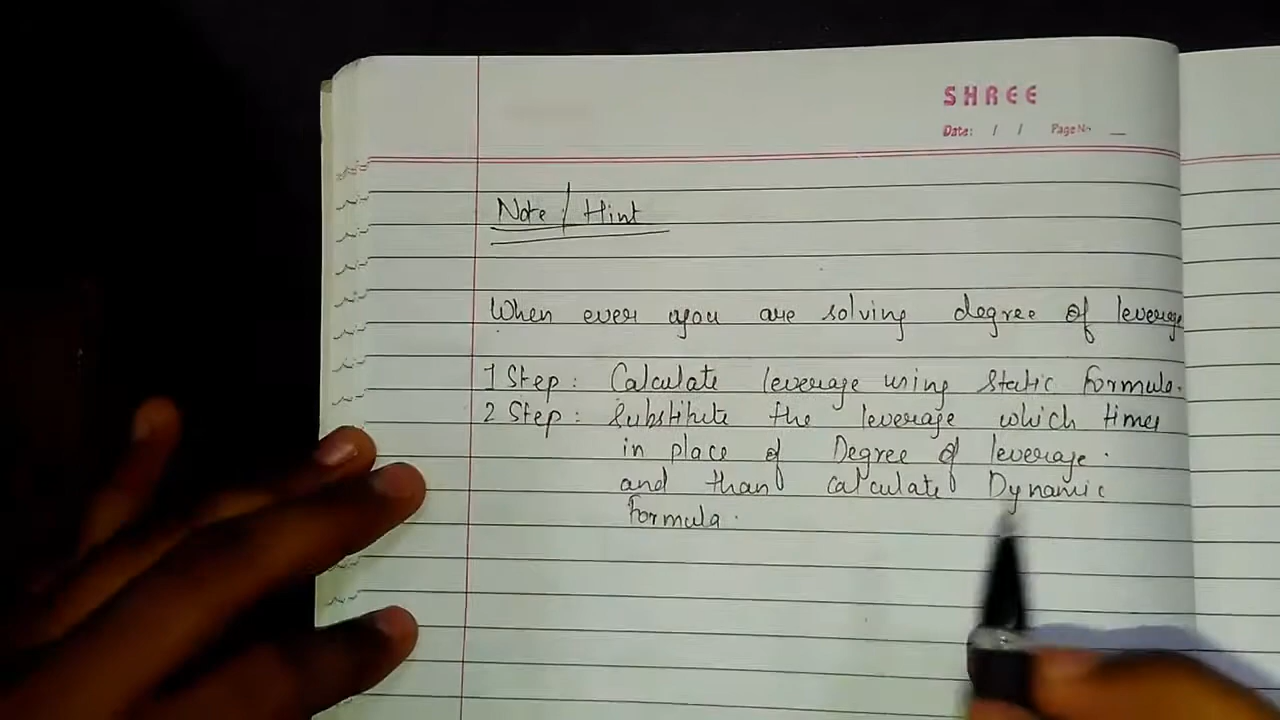 SHREE
Date: / / Page No. __
Note / Hint
When ever you are solving degree of leverage
1 Step: Calculate leverage using Static formula.
2 Step: Substitute the leverage which times
in place of Degree of leverage.
and than calculate Dynamic
formula.